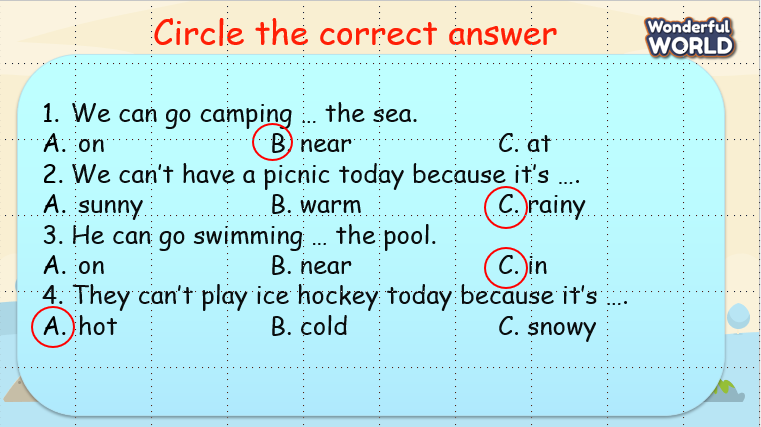 Circle the correct answer
Wonderful
WORLD
1. We can go camping … the sea.
A. on B. near C. at
2. We can’t have a picnic today because it’s ….
A. sunny B. warm C. rainy
3. He can go swimming … the pool.
A. on B. near C. in
4. They can’t play ice hockey today because it’s ….
A. hot B. cold C. snowy